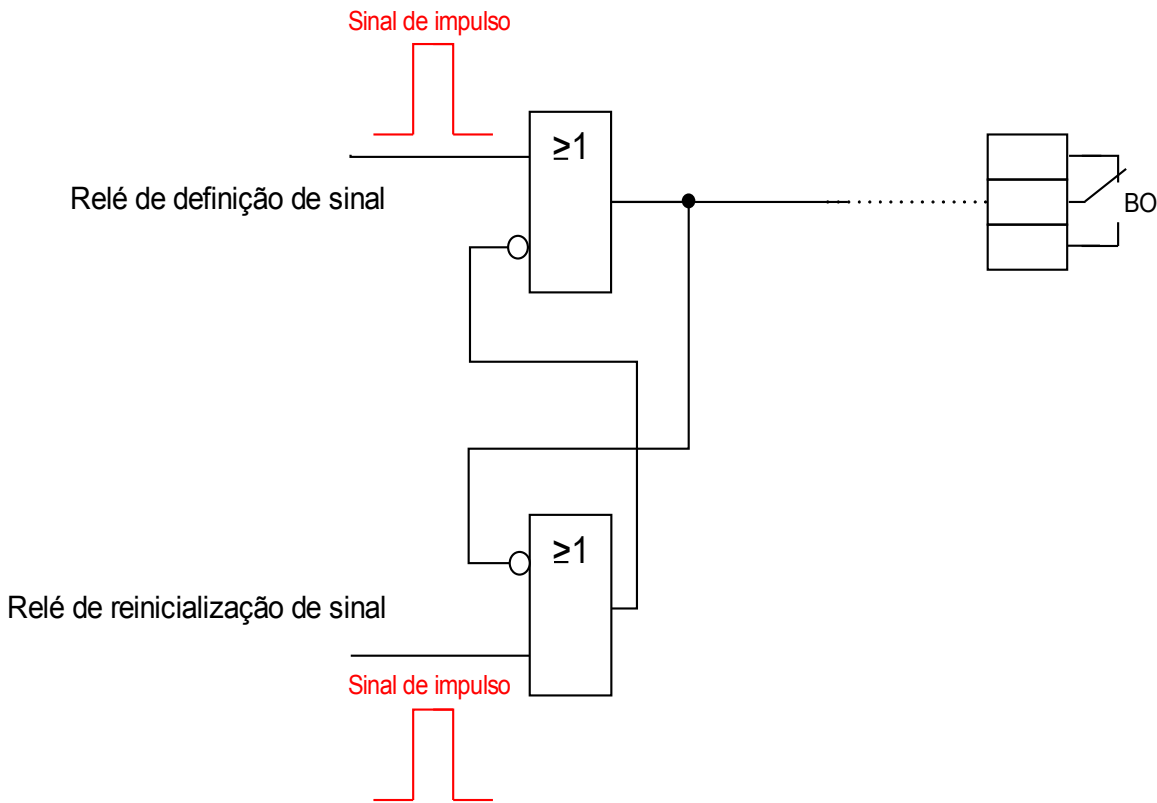 Sinal de impulso
≥1
Relé de definição de sinal
BO
≥1
Relé de reinicialização de sinal
Sinal de impulso